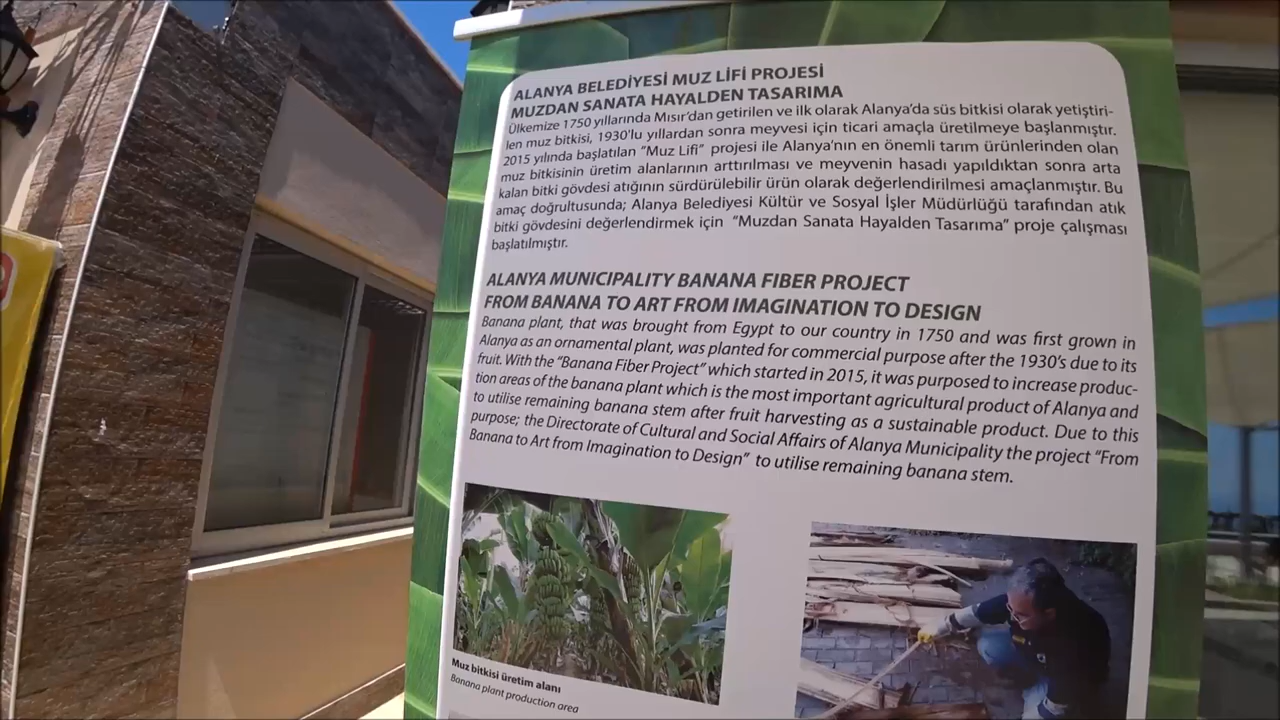 ALANYA BELEDİYESİ MUZ LİFİ PROJESİ
MUZDAN SANATA HAYALDEN TASARIMA
Ülkemize 1750 yıllarında Mısır'dan getirilen ve ilk olarak Alanya'da süs bitkisi olarak yetiştiri-
len muz bitkisi, 1930'lu yıllardan sonra meyvesi için ticari amaçla üretilmeye başlanmıştır.
2015 yılında başlatılan "Muz Lifi" projesi ile Alanya'nın en önemli tarım ürünlerinden olan
muz bitkisinin üretim alanlarının arttırılması ve meyvenin hasadı yapıldıktan sonra arta
kalan bitki gövdesi atığının sürdürülebilir ürün olarak değerlendirilmesi amaçlanmıştır. Bu
amaç doğrultusunda; Alanya Belediyesi Kültür ve Sosyal İşler Müdürlüğü tarafından atık
bitki gövdesini değerlendirmek için "Muzdan Sanata Hayalden Tasarıma" proje çalışması
başlatılmıştır.
ALANYA MUNICIPALITY BANANA FIBER PROJECT
FROM BANANA TO ART FROM IMAGINATION TO DESIGN
Banana plant, that was brought from Egypt to our country in 1750 and was first grown in
Alanya as an ornamental plant, was planted for commercial purpose after the 1930's due to its
fruit. With the "Banana Fiber Project" which started in 2015, it was purposed to increase produc-
tion areas of the banana plant which is the most important agricultural product of Alanya and
to utilise remaining banana stem after fruit harvesting as a sustainable product. Due to this
purpose; the Directorate of Cultural and Social Affairs of Alanya Municipality the project "From
Banana to Art from Imagination to Design" to utilise remaining banana stem.
Muz bitkisi üretim alanı
Banana plant production area